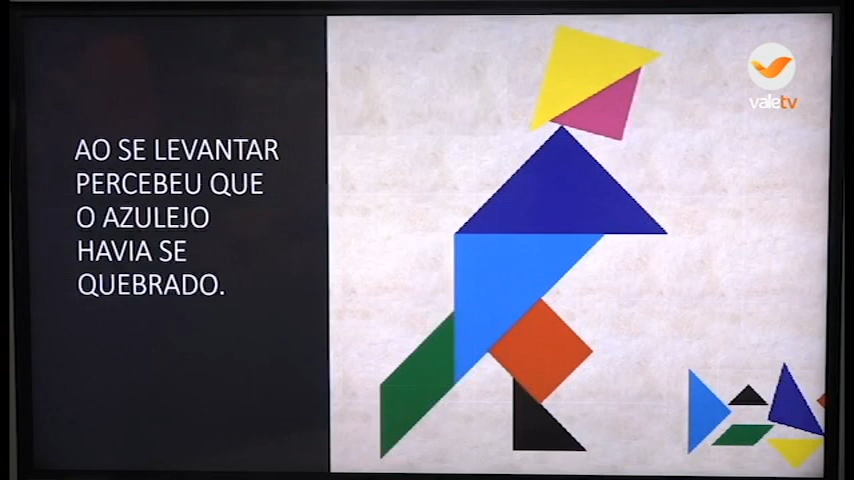 AO SE LEVANTAR
PERCEBEU QUE
O AZULEJO
HAVIA SE
QUEBRADO.
valetv